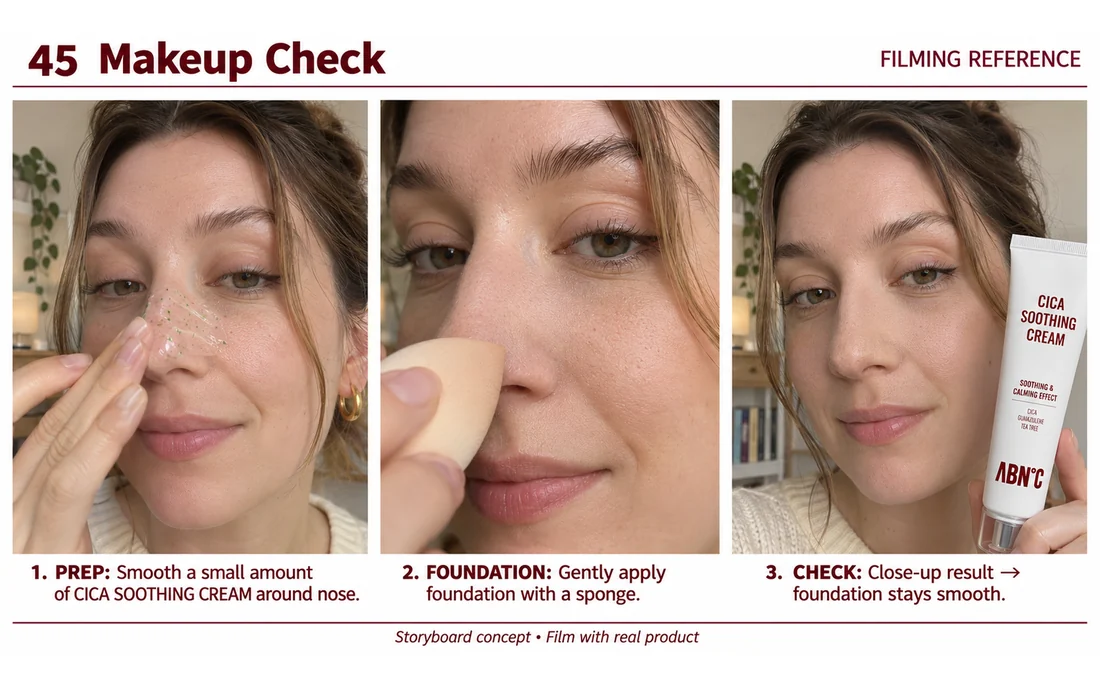 45 Makeup Check
FILMING REFERENCE
CICA
SOOTHING
CREAM
SOOTHING &
CALMING EFFECT
CICA
GUAIAZULENE
TEA TREE
ABN°C
1. PREP: Smooth a small amount
of CICA SOOTHING CREAM around nose.
2. FOUNDATION: Gently apply
foundation with a sponge.
3. CHECK: Close-up result →
foundation stays smooth.
Storyboard concept • Film with real product